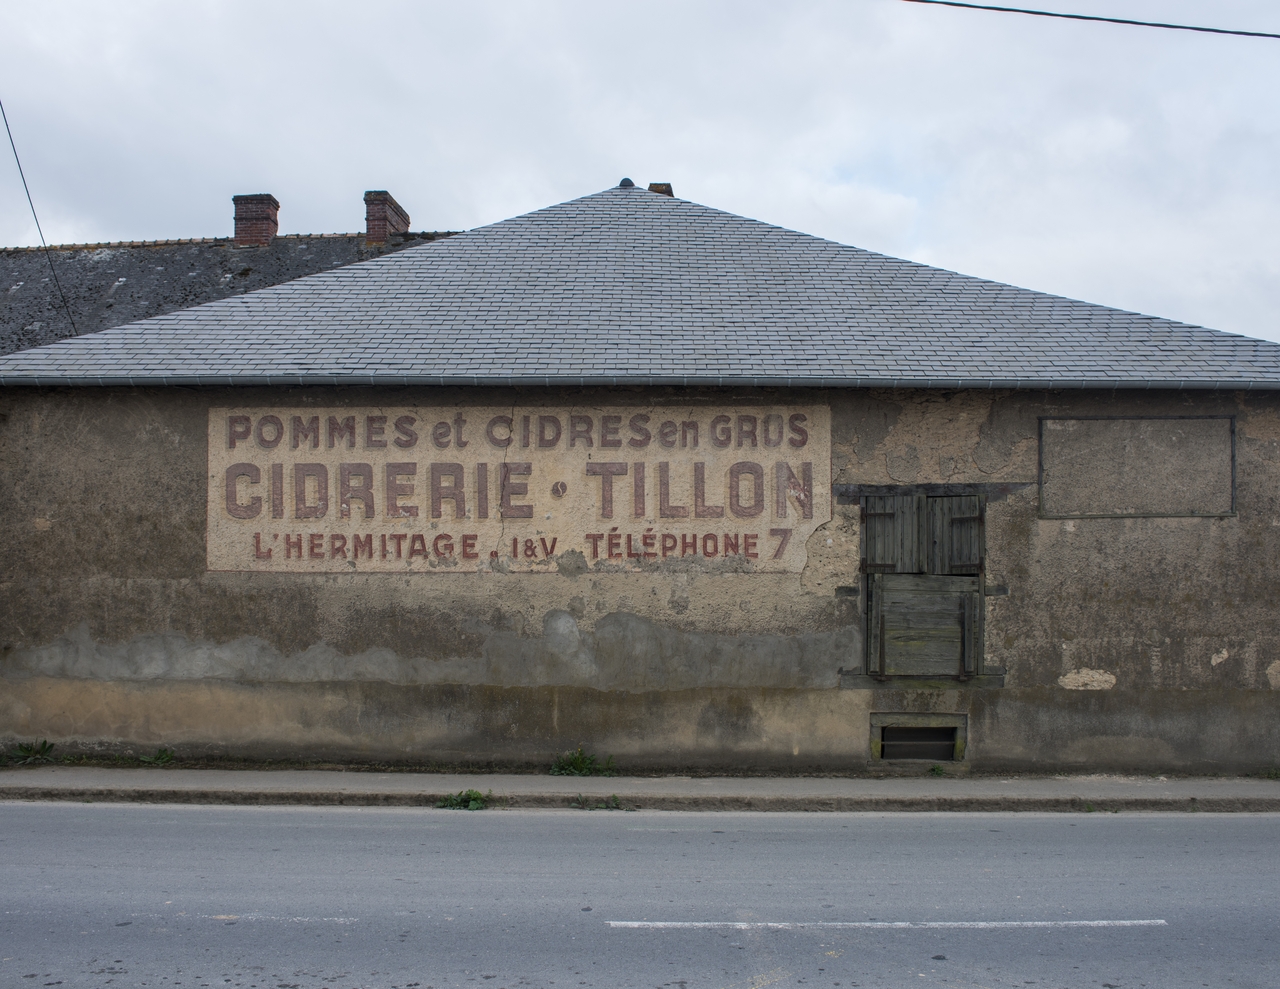 POMMES et CIDRES en GROS
CIDRERIE • TILLON
L'HERMITAGE. I&V TÉLÉPHONE 7